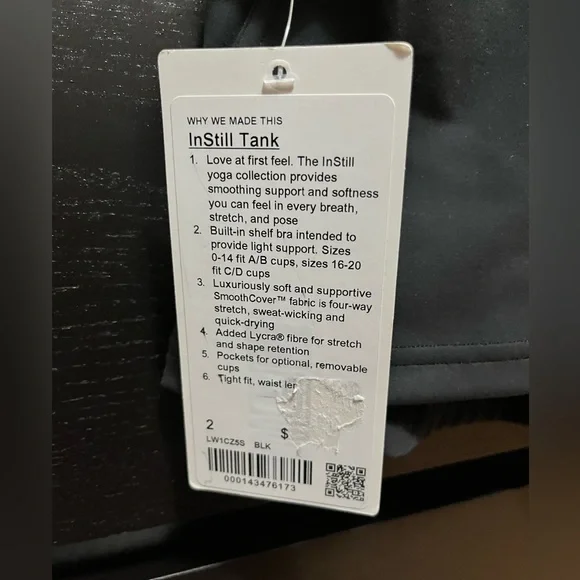 WHY WE MADE THIS
InStill Tank
1. Love at first feel. The InStill
yoga collection provides
smoothing support and softness
you can feel in every breath,
stretch, and pose
2. Built-in shelf bra intended to
provide light support. Sizes
0-14 fit A/B cups, sizes 16-20
fit C/D cups
3. Luxuriously soft and supportive
SmoothCover™ fabric is four-way
stretch, sweat-wicking and
quick-drying
4. Added Lycra® fibre for stretch
and shape retention
5. Pockets for optional, removable
cups
6. Tight fit, waist
2 $
LW1CZ5S BLK
000143476173